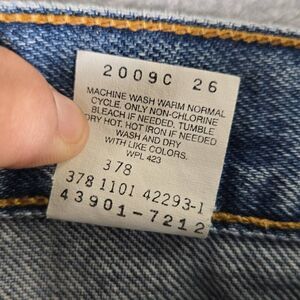 2009C 26
MACHINE WASH WARM NORMAL
CYCLE. ONLY NON-CHLORINE
BLEACH IF NEEDED. TUMBLE
DRY HOT. HOT IRON IF NEEDED
WASH AND DRY
WITH LIKE COLORS.
WPL 423
378
378 1101 42293-1
43901-7212